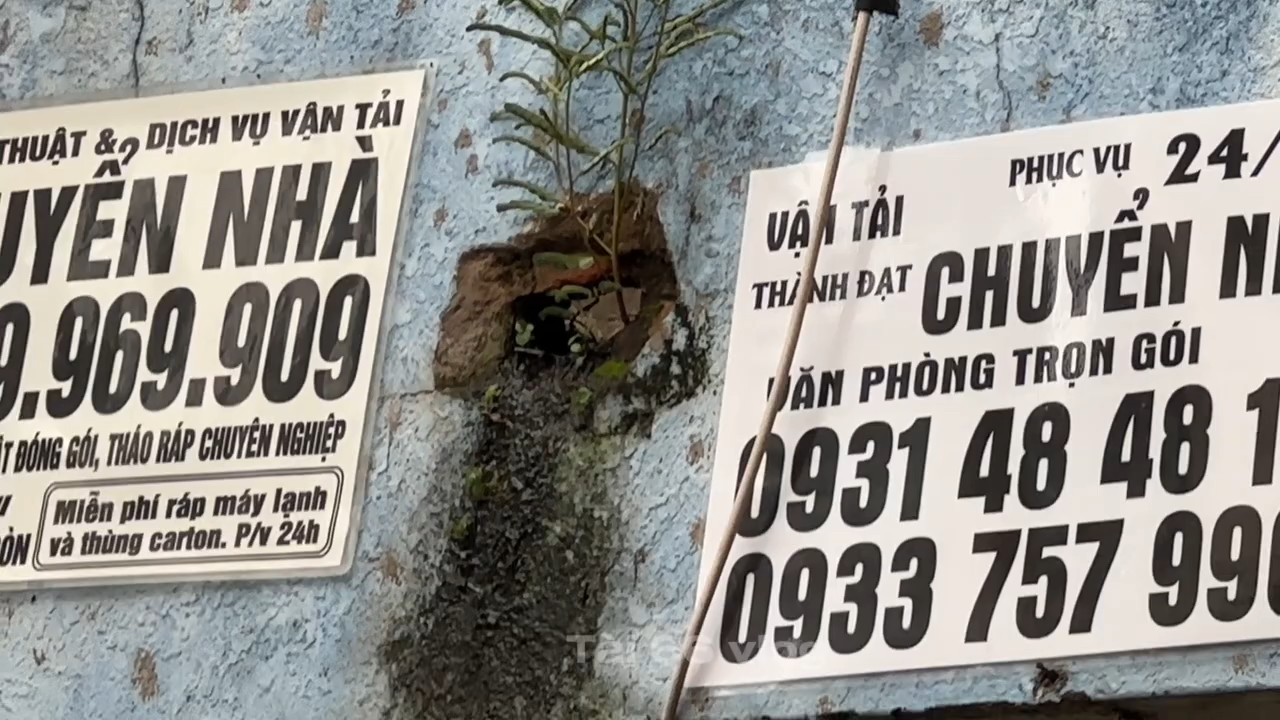 THUẬT & DỊCH VỤ VẬN TẢI
UYỂN NHÀ
9.969.909
ĐÓNG GÓI, THÁO RÁP CHUYÊN NGHIỆP
Miễn phí ráp máy lạnh
và thùng carton. P/v 24h
PHỤC VỤ 24/
VẬN TẢI
THÀNH ĐẠT CHUYỂN
VĂN PHÒNG TRỌN GÓI
0931 48 48 1
0933 757 99